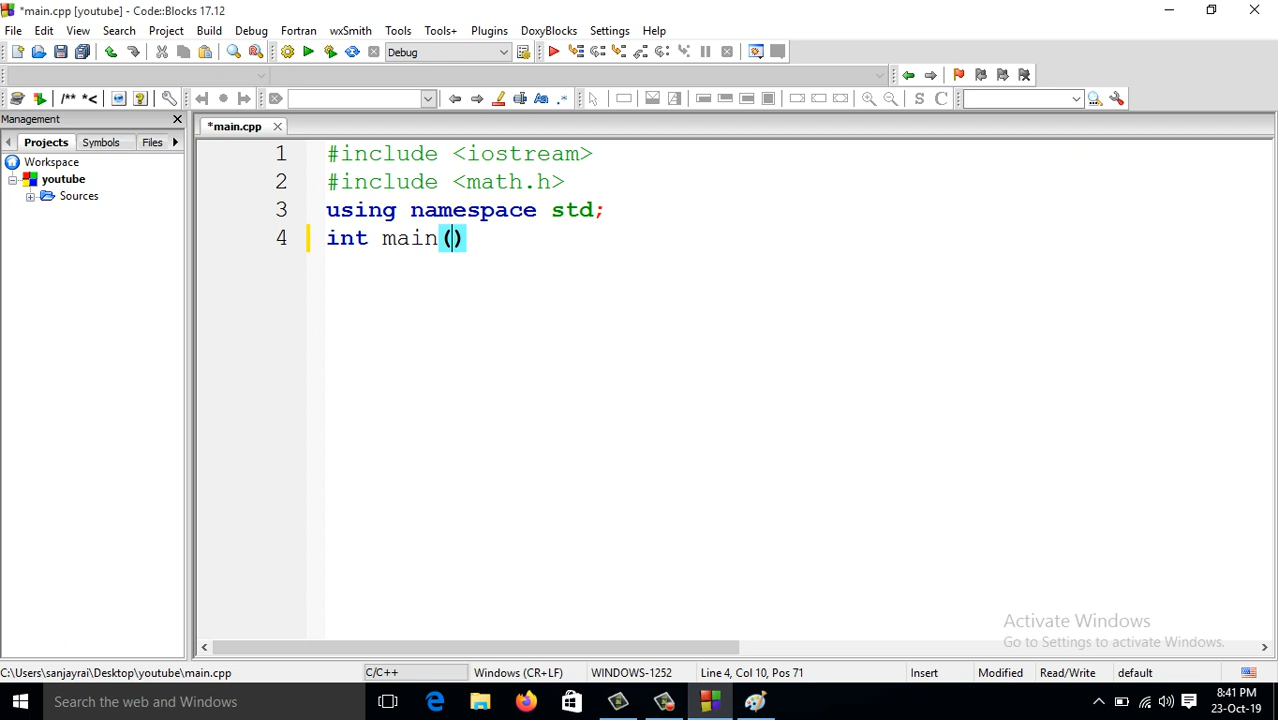 *main.cpp [youtube] - Code::Blocks 17.12
File Edit View Search Project Build Debug Fortran wxSmith Tools Tools+ Plugins DoxyBlocks Settings Help
Debug
/** *<
S C
Management
*main.cpp
Projects Symbols Files
Workspace
youtube
Sources
1 #include <iostream>
2 #include <math.h>
3 using namespace std;
4 int main()
Activate Windows
Go to Settings to activate Windows.
C:\Users\sanjayrai\Desktop\youtube\main.cpp C/C++ Windows (CR+LF) WINDOWS-1252 Line 4, Col 10, Pos 71 Insert Modified Read/Write default
Search the web and Windows
8:41 PM
23-Oct-19